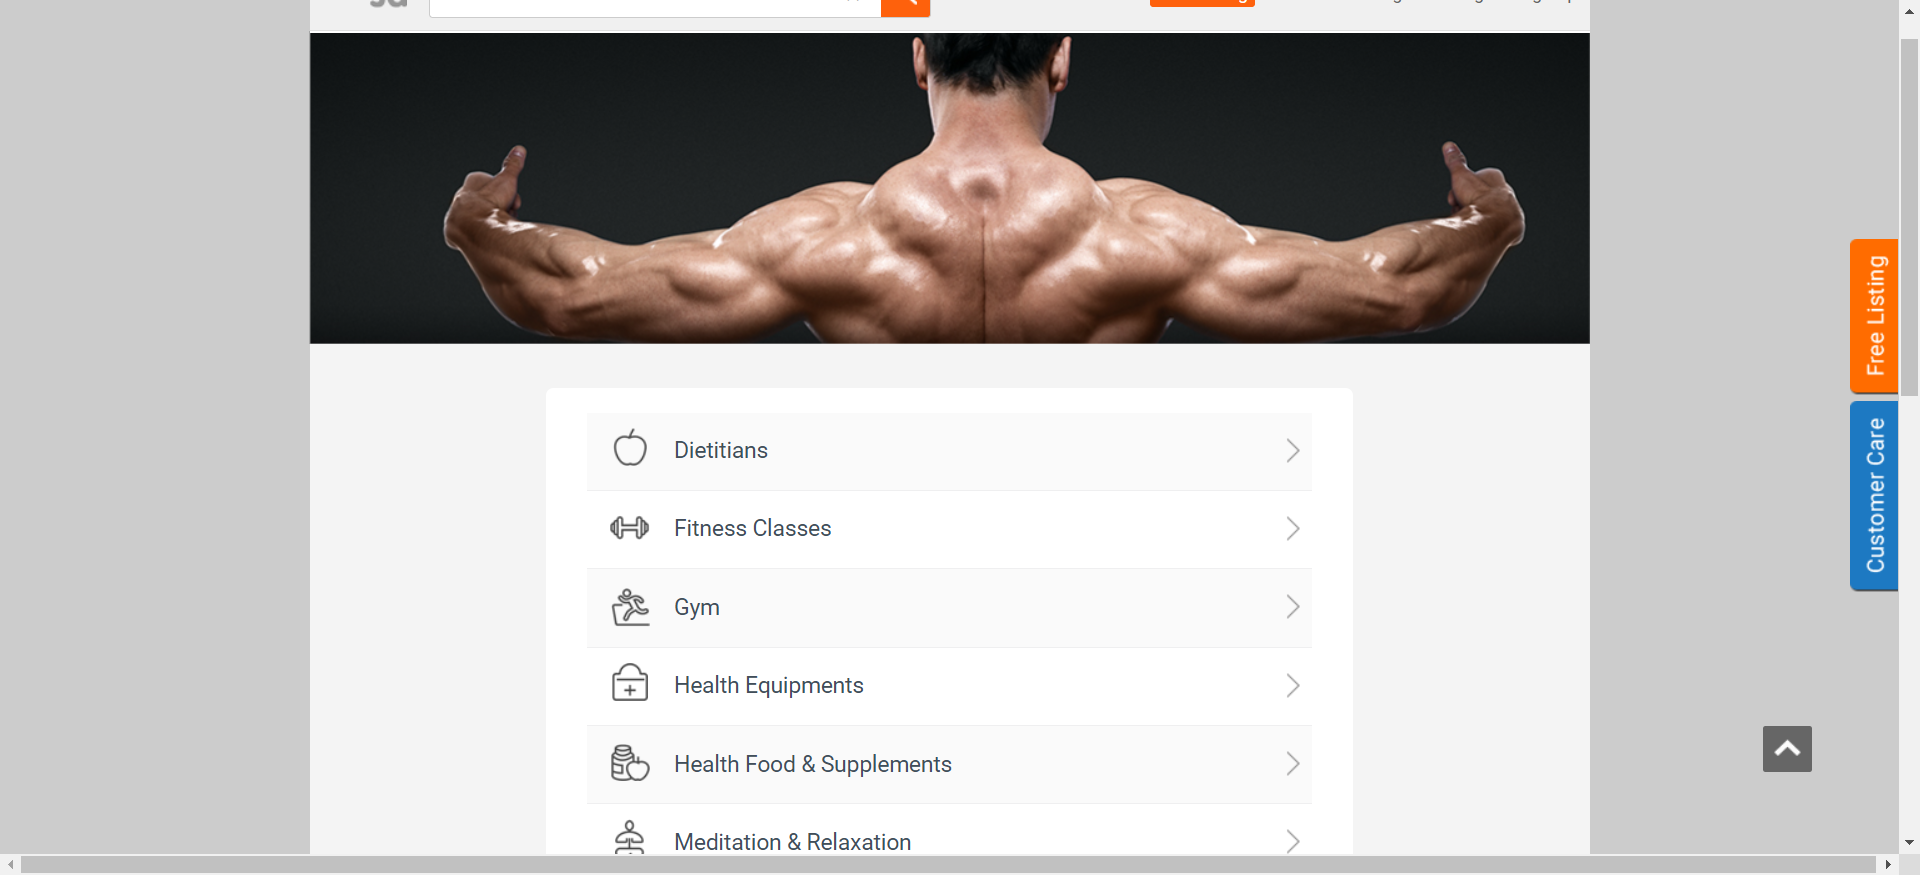 Dietitians
Fitness Classes
Gym
Health Equipments
Health Food & Supplements
Meditation & Relaxation
Free Listing
Customer Care